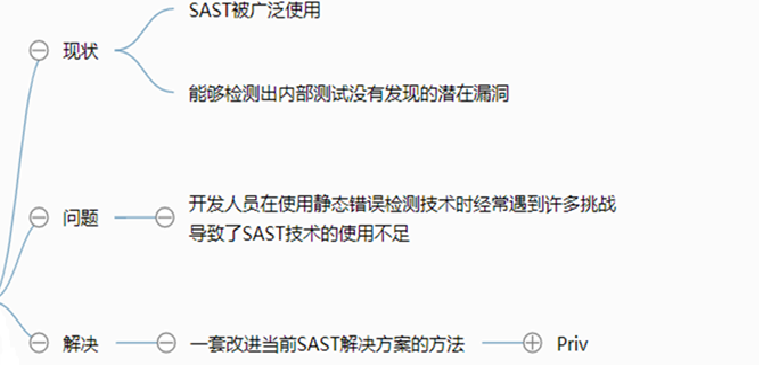 SAST被广泛使用
现状
能够检测出内部测试没有发现的潜在漏洞
问题
开发人员在使用静态错误检测技术时经常遇到许多挑战
导致了SAST技术的使用不足
解决
一套改进当前SAST解决方案的方法
Priv